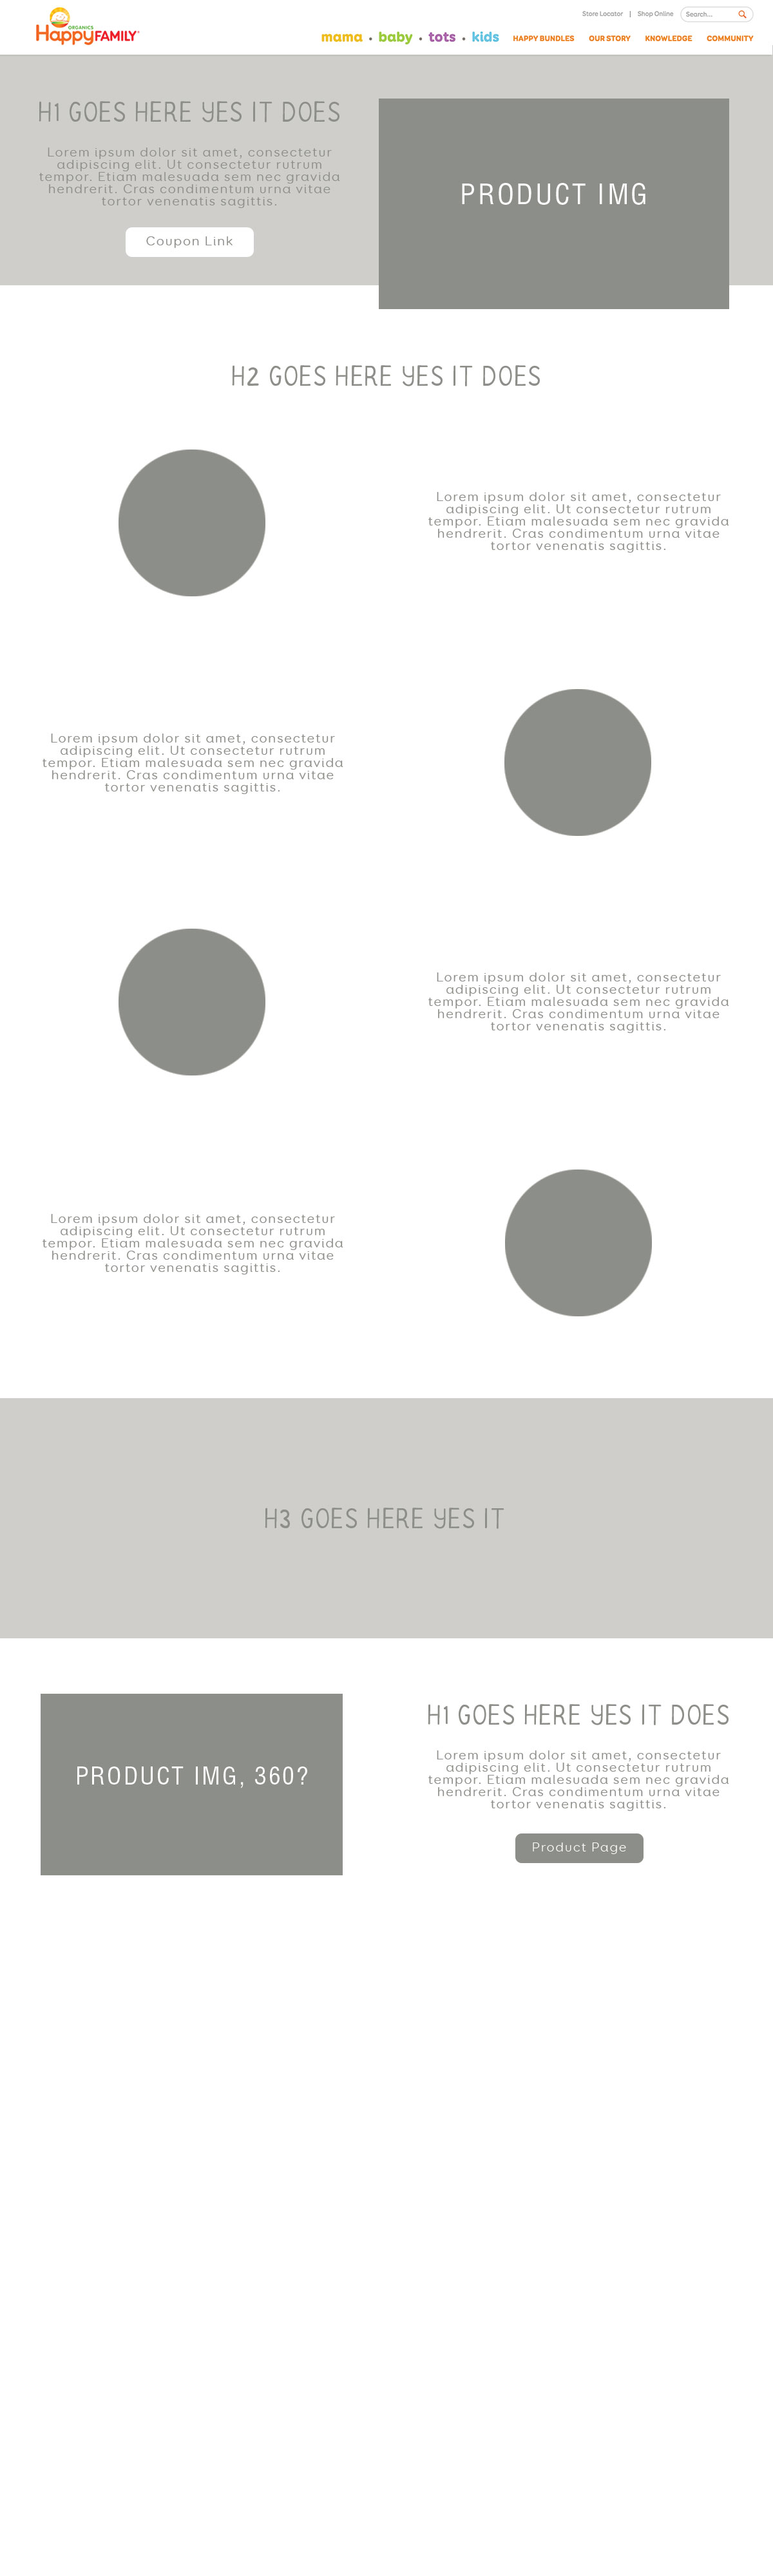 Store Locator | Shop Online Search...
ORGANICS
HappyFAMILY
mama • baby • tots • kids HAPPY BUNDLES OUR STORY KNOWLEDGE COMMUNITY
H1 GOES HERE YES IT DOES
Lorem ipsum dolor sit amet, consectetur
adipiscing elit. Ut consectetur rutrum
tempor. Etiam malesuada sem nec gravida
hendrerit. Cras condimentum urna vitae
tortor venenatis sagittis.
Coupon Link
PRODUCT IMG
H2 GOES HERE YES IT DOES
Lorem ipsum dolor sit amet, consectetur
adipiscing elit. Ut consectetur rutrum
tempor. Etiam malesuada sem nec gravida
hendrerit. Cras condimentum urna vitae
tortor venenatis sagittis.
Lorem ipsum dolor sit amet, consectetur
adipiscing elit. Ut consectetur rutrum
tempor. Etiam malesuada sem nec gravida
hendrerit. Cras condimentum urna vitae
tortor venenatis sagittis.
Lorem ipsum dolor sit amet, consectetur
adipiscing elit. Ut consectetur rutrum
tempor. Etiam malesuada sem nec gravida
hendrerit. Cras condimentum urna vitae
tortor venenatis sagittis.
Lorem ipsum dolor sit amet, consectetur
adipiscing elit. Ut consectetur rutrum
tempor. Etiam malesuada sem nec gravida
hendrerit. Cras condimentum urna vitae
tortor venenatis sagittis.
H3 GOES HERE YES IT
PRODUCT IMG, 360?
H1 GOES HERE YES IT DOES
Lorem ipsum dolor sit amet, consectetur
adipiscing elit. Ut consectetur rutrum
tempor. Etiam malesuada sem nec gravida
hendrerit. Cras condimentum urna vitae
tortor venenatis sagittis.
Product Page